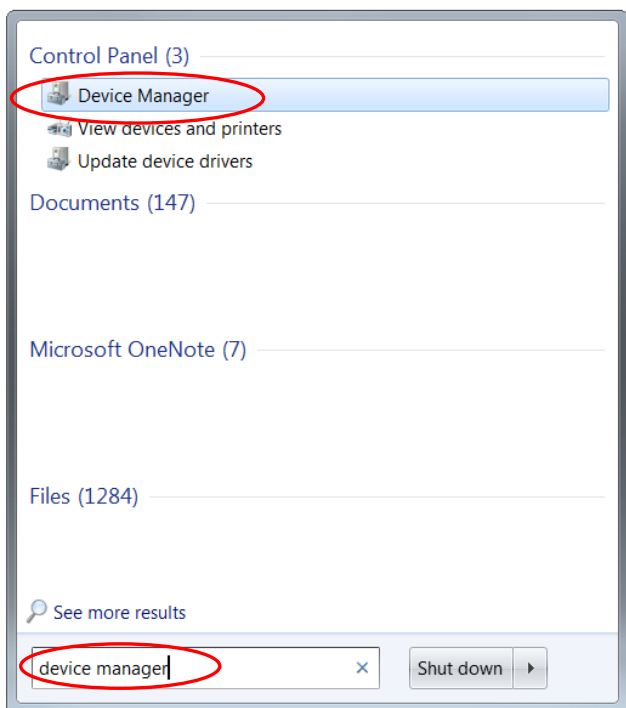 Control Panel (3)
Device Manager
View devices and printers
Update device drivers
Documents (147)
Microsoft OneNote (7)
Files (1284)
See more results
device manager
Shut down